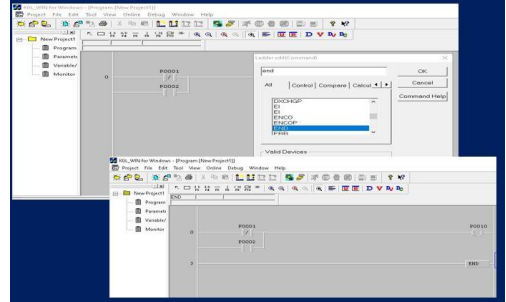 KGL_WIN for Windows - [Program [New Project1]]
Project File Edit Tool View Online Debug Window Help
New Project1
Program
Paramete
Variable/
Monitor
0
P0001
P0002
Ladder edit(Command)
end
OK
Cancel
Command Help
All Control Compare Calcul
DXCHGP
EI
EI
ENCO
ENCOP
END
Valid Devices
KGL_WIN for Windows - [Program [New Project1]]
Project File Edit Tool View Online Debug Window Help
D V
New Project1
Program
Paramete
Variable/
Monitor
END
0
P0001
P0010
P0002
3
END